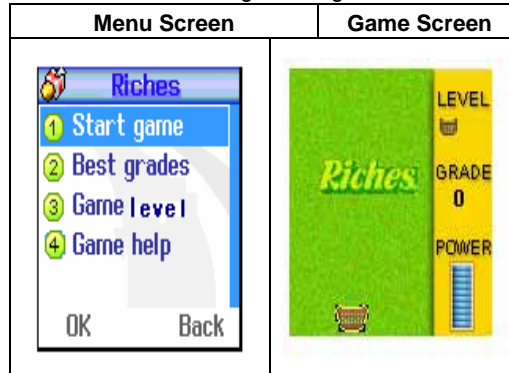 Menu Screen
Game Screen
Riches
1 Start game
2 Best grades
3 Game level
4 Game help
OK Back
LEVEL
Riches
GRADE
0
POWER